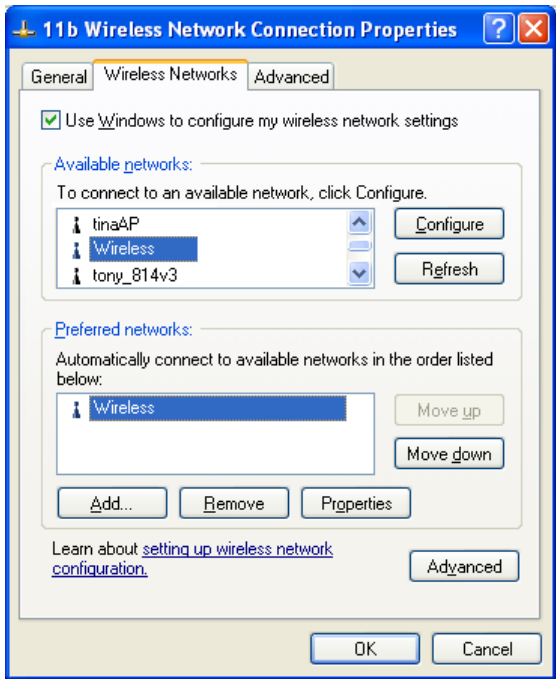 11b Wireless Network Connection Properties
General Wireless Networks Advanced
Use Windows to configure my wireless network settings
Available networks:
To connect to an available network, click Configure.
tinaAP
Wireless
tony_814v3
Configure
Refresh
Preferred networks:
Automatically connect to available networks in the order listed
below:
Wireless
Move up
Move down
Add... Remove Properties
Learn about setting up wireless network
configuration.
Advanced
OK Cancel